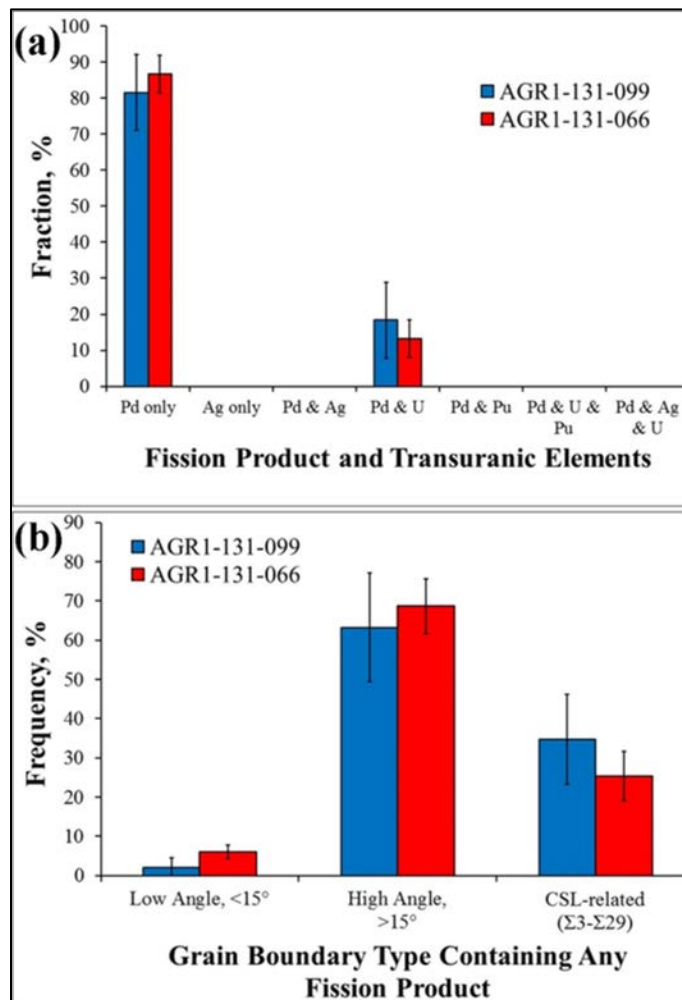 (a)
100
90
80
70
60
50
40
30
20
10
0
Fraction, %
AGR1-131-099
AGR1-131-066
Pd only
Ag only
Pd & Ag
Pd & U
Pd & Pu
Pd & U &
Pu
Pd & Ag
& U
Fission Product and Transuranic Elements
(b)
90
80
70
60
50
40
30
20
10
0
Frequency, %
AGR1-131-099
AGR1-131-066
Low Angle, <15°
High Angle,
>15°
CSL-related
(Σ3-Σ29)
Grain Boundary Type Containing Any
Fission Product